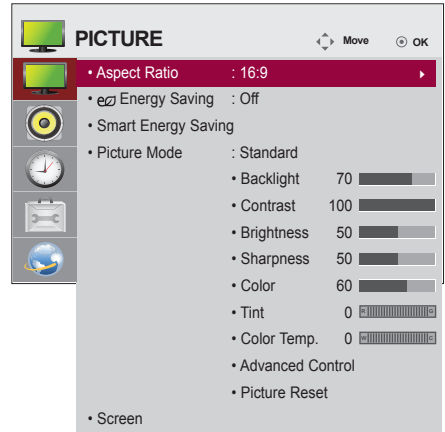 PICTURE
Move
OK
• Aspect Ratio : 16:9
• Energy Saving : Off
• Smart Energy Saving
• Picture Mode : Standard
• Backlight 70
• Contrast 100
• Brightness 50
• Sharpness 50
• Color 60
• Tint 0 R G
• Color Temp. 0 W C
• Advanced Control
• Picture Reset
• Screen